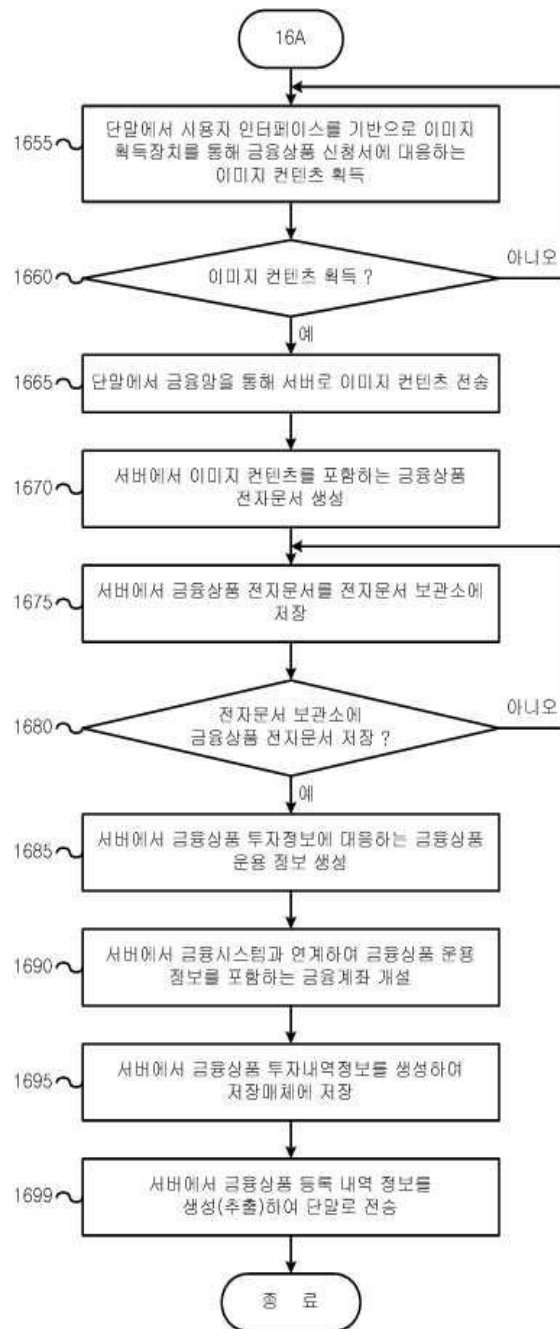 16A
1655
단말에서 사용자 인터페이스를 기반으로 이미지
획득장치를 통해 금융상품 신청서에 대응하는
이미지 컨텐츠 획득
1660
이미지 컨텐츠 획득 ?
아니오
예
1665
단말에서 금융망을 통해 서버로 이미지 컨텐츠 전송
1670
서버에서 이미지 컨텐츠를 포함하는 금융상품
전자문서 생성
1675
서버에서 금융상품 전자문서를 전자문서 보관소에
저장
1680
전자문서 보관소에
금융상품 전자문서 저장 ?
아니오
예
1685
서버에서 금융상품 투자정보에 대응하는 금융상품
운용 정보 생성
1690
서버에서 금융시스템과 연계하여 금융상품 운용
정보를 포함하는 금융계좌 개설
1695
서버에서 금융상품 투자내역정보를 생성하여
저장매체에 저장
1699
서버에서 금융상품 등록 내역 정보를
생성(추출)하여 단말로 전송
종 료